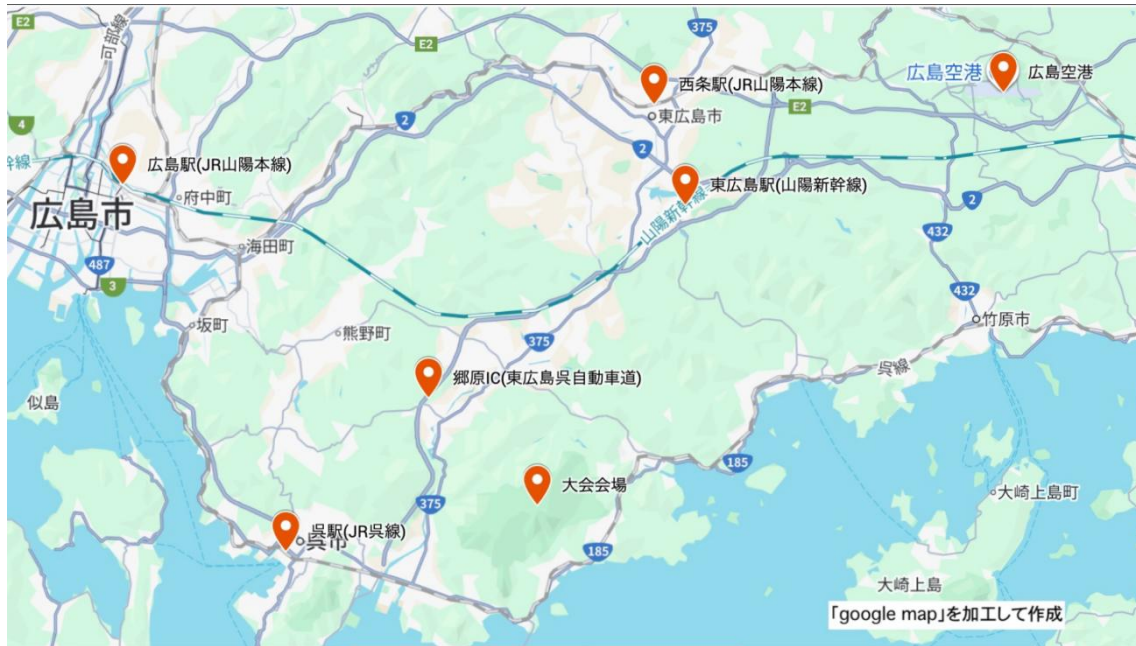 E2
可部線
375
E2
広島空港
広島空港
西条駅(JR山陽本線)
E2
東広島市
2
4
2
幹線
広島駅(JR山陽本線)
府中町
東広島駅(山陽新幹線)
2
広島市
山陽新幹線
432
海田町
487
3
432
坂町
熊野町
375
竹原市
呉線
郷原IC(東広島呉自動車道)
似島
185
大会会場
大崎上島町
375
呉駅(JR呉線)
呉市
185
大崎上島
「google map」を加工して作成